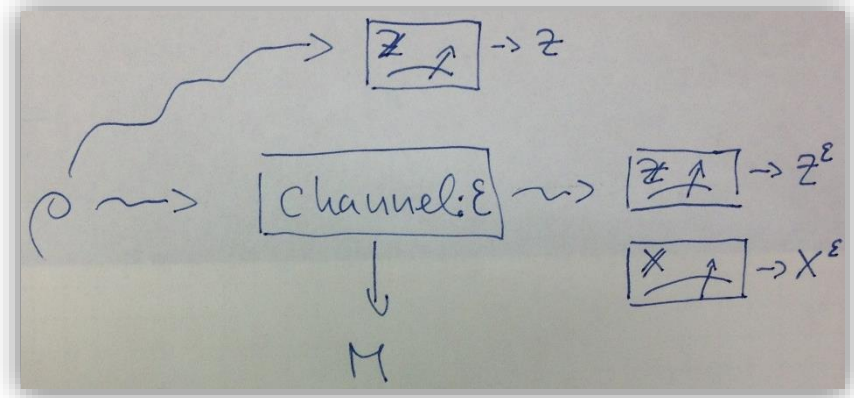 ℤ → Z
ρ Channel: ℰ ℤ → Z^ℰ
𝕏 → X^ℰ
M